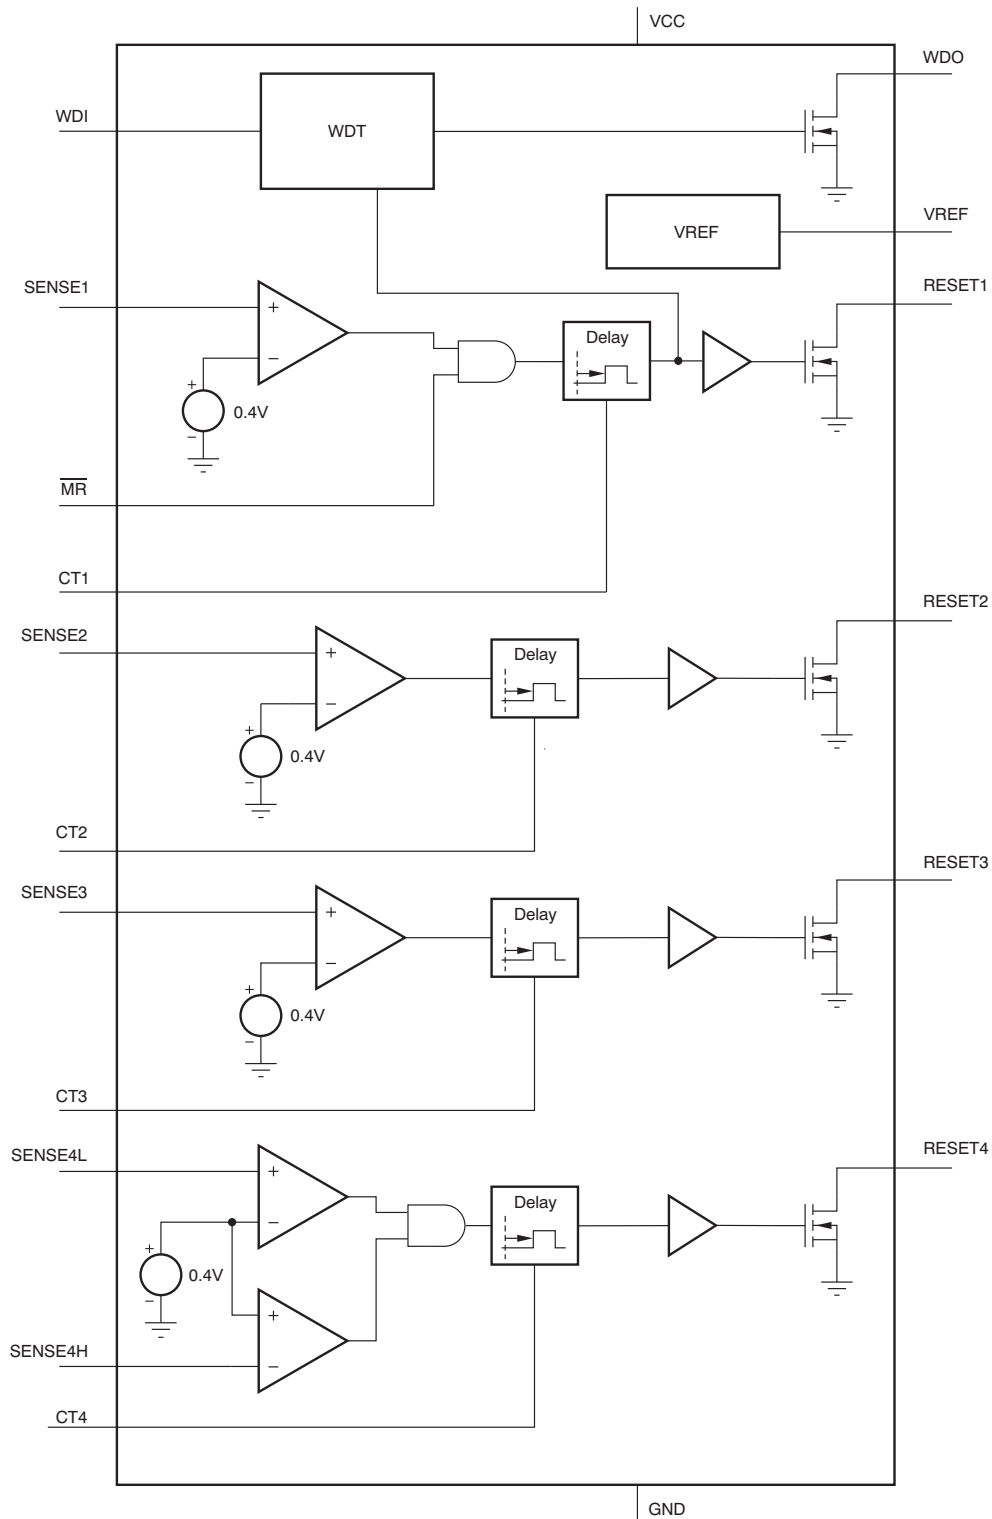 VCC
WDO
WDI
WDT
VREF
VREF
SENSE1
RESET1
+
Delay
−
+
0.4V
−
MR
CT1
RESET2
SENSE2
Delay
+
−
+
0.4V
−
CT2
RESET3
SENSE3
Delay
+
−
+
0.4V
−
CT3
SENSE4L
RESET4
+
Delay
−
+
0.4V
−
+
SENSE4H
−
CT4
GND